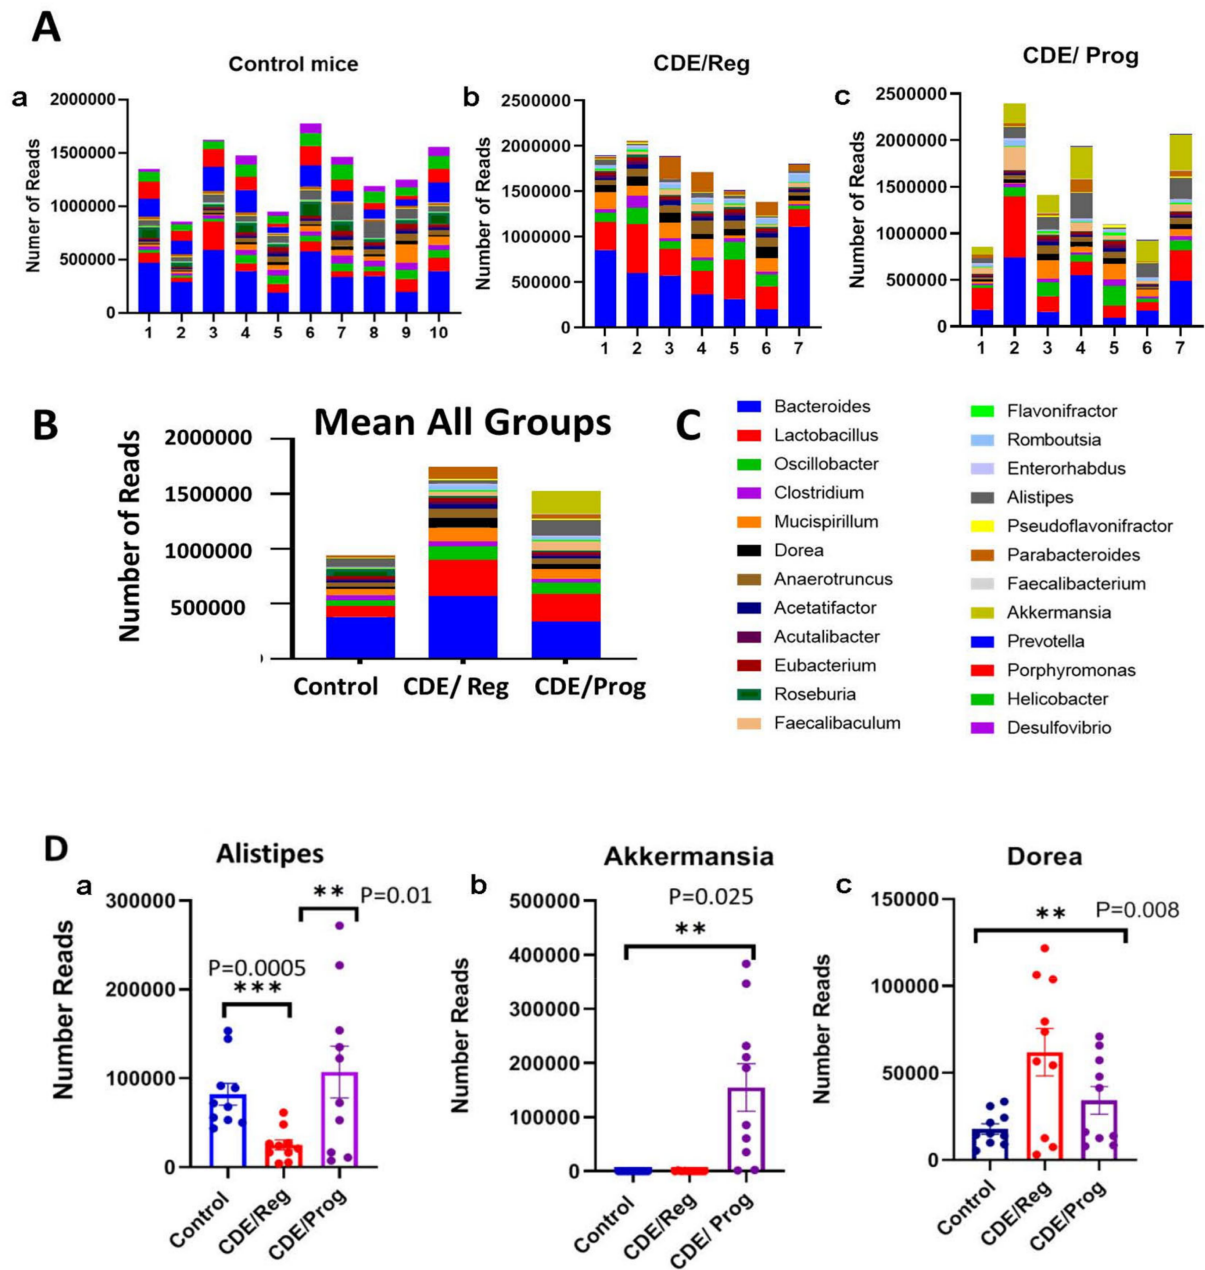 A
Control mice
CDE/Reg
CDE/ Prog
a
b
c
Numer of Reads
2000000
1500000
1000000
500000
0
1 2 3 4 5 6 7 8 9 10
Number of Reads
2500000
2000000
1500000
1000000
500000
0
1 2 3 4 5 6 7
Number of Reads
2500000
2000000
1500000
1000000
500000
0
1 2 3 4 5 6 7
B
Mean All Groups
Number of Reads
2000000
1500000
1000000
500000
Control CDE/ Reg CDE/Prog
C
Bacteroides
Lactobacillus
Oscillobacter
Clostridium
Mucispirillum
Dorea
Anaerotruncus
Acetatifactor
Acutalibacter
Eubacterium
Roseburia
Faecalibaculum
Flavonifractor
Romboutsia
Enterorhabdus
Alistipes
Pseudoflavonifractor
Parabacteroides
Faecalibacterium
Akkermansia
Prevotella
Porphyromonas
Helicobacter
Desulfovibrio
D
a
Alistipes
Number Reads
300000
200000
100000
0
** P=0.01
P=0.0005
***
Control CDE/Reg CDE/Prog
b
Akkermansia
Number Reads
500000
400000
300000
200000
100000
0
P=0.025
**
Control CDE/Reg CDE/ Prog
c
Dorea
Number Reads
150000
100000
50000
0
** P=0.008
Control CDE/Reg CDE/Prog